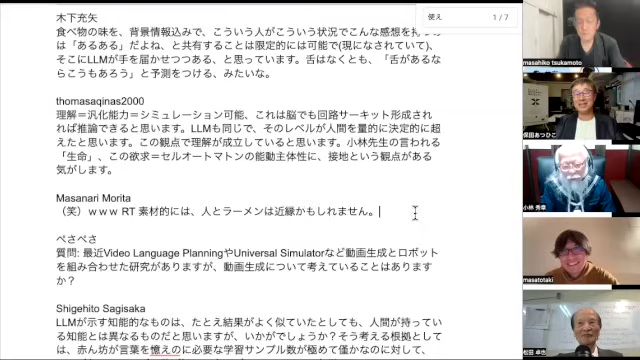 木下充矢
食べ物の味を、背景情報込みで、こういう人がこういう状況でこんな感想を持つの
は「あるある」だよね、と共有することは限定的には可能で(現になされていて)、
そこにLLMが手を届かせつつある、と思っています。舌はなくとも、「舌があるな
らこうもあろう」と予測をつける、みたいな。
thomasaqinas2000
理解＝汎化能力＝シミュレーション可能、これは脳でも回路サーキット形成され
れば推論できると思います。LLMも同じで、そのレベルが人間を量的に決定的に超
えたと思います。この観点で理解が成立していると思います。小林先生の言われる
「生命」、この欲求＝セルオートマトンの能動主体性に、接地という観点がある
気がします。
Masanari Morita
（笑）ｗｗｗ RT 素材的には、人とラーメンは近縁かもしれません。
ぺさぺさ
質問: 最近Video Language PlanningやUniversal Simulatorなど動画生成とロボット
を組み合わせた研究がありますが、動画生成について考えていることはあります
か？
Shigehito Sagisaka
LLMが示す知能的なものは、たとえ結果がよく似ていたとしても、人間が持ってい
る知能とは異なるものだと思いますが、いかがでしょうか？そう考える根拠として
は、赤ん坊が言葉を憶えのに必要な学習サンプル数が極めて僅かなのに対して、
使え
1 / 7
masahiko tsukamoto
保田あつひこ
小林 秀章
masatotaki
松田 卓也